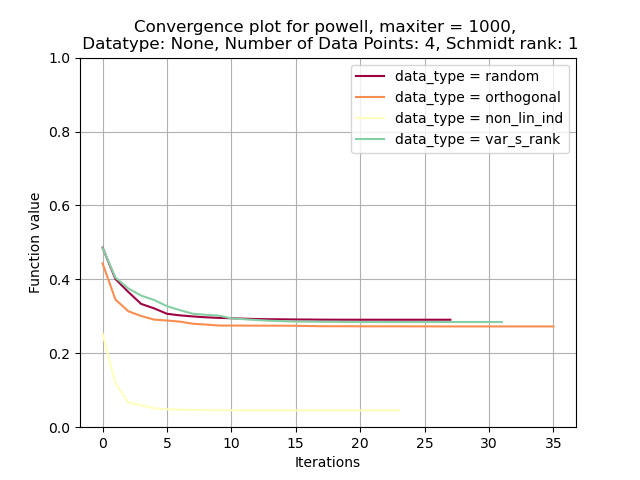 Convergence plot for powell, maxiter = 1000,
Datatype: None, Number of Data Points: 4, Schmidt rank: 1
data_type = random
data_type = orthogonal
data_type = non_lin_ind
data_type = var_s_rank
1.0
0.8
0.6
0.4
0.2
0.0
Function value
0 5 10 15 20 25 30 35
Iterations